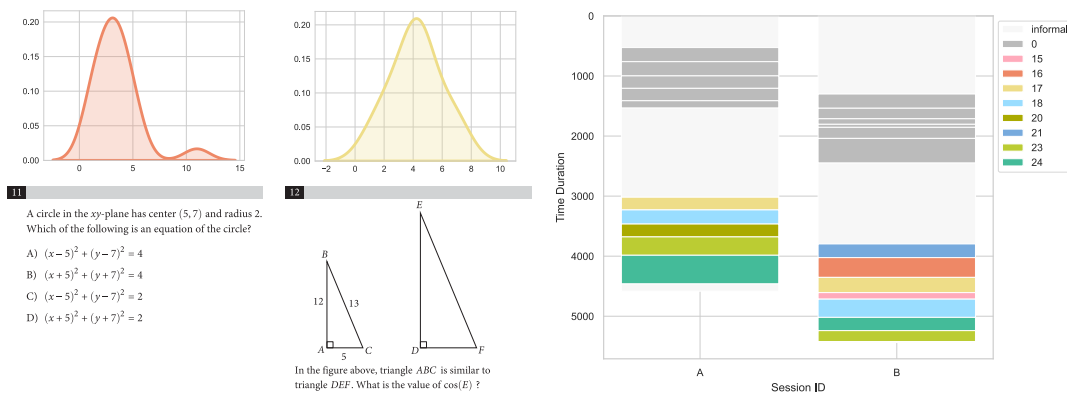 0.20
0.15
0.10
0.05
0.00
0
5
10
15
0.20
0.15
0.10
0.05
0.00
−2
0
2
4
6
8
10
11
A circle in the xy-plane has center (5, 7) and radius 2.
Which of the following is an equation of the circle?
A) (x − 5)² + (y − 7)² = 4
B) (x + 5)² + (y + 7)² = 4
C) (x − 5)² + (y − 7)² = 2
D) (x + 5)² + (y + 7)² = 2
12
E
B
12
13
A
5
C
D
F
In the figure above, triangle ABC is similar to
triangle DEF. What is the value of cos(E) ?
0
1000
2000
3000
4000
5000
Time Duration
A
B
Session ID
informal
0
15
16
17
18
20
21
23
24